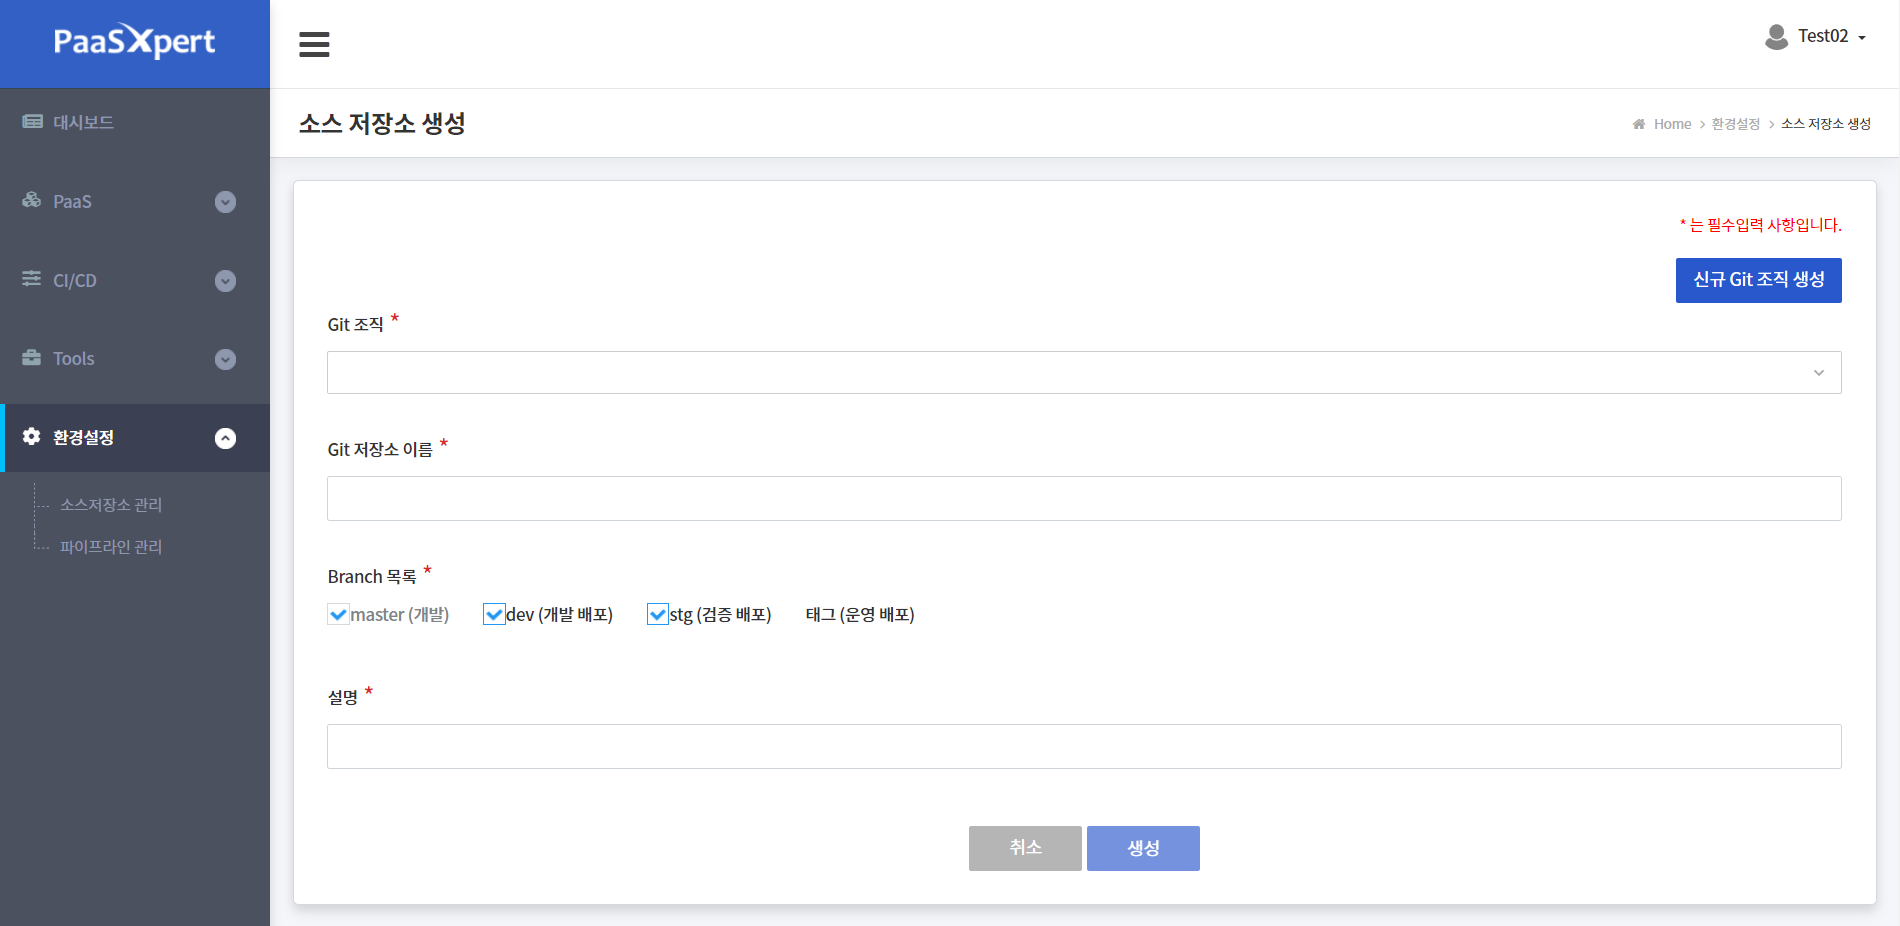 PaaSXpert
Test02
대시보드
PaaS
CI/CD
Tools
환경설정
소스저장소 관리
파이프라인 관리
소스 저장소 생성
Home > 환경설정 > 소스 저장소 생성
* 는 필수입력 사항입니다.
신규 Git 조직 생성
Git 조직 *
Git 저장소 이름 *
Branch 목록 *
master (개발) dev (개발 배포) stg (검증 배포) 태그 (운영 배포)
설명 *
취소 생성